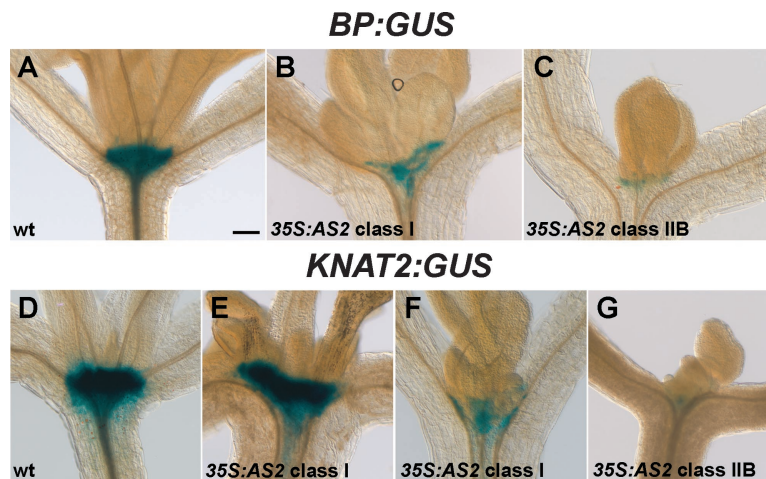 BP:GUS
A
B
C
wt
35S:AS2 class I
35S:AS2 class IIB
KNAT2:GUS
D
E
F
G
wt
35S:AS2 class I
35S:AS2 class I
35S:AS2 class IIB